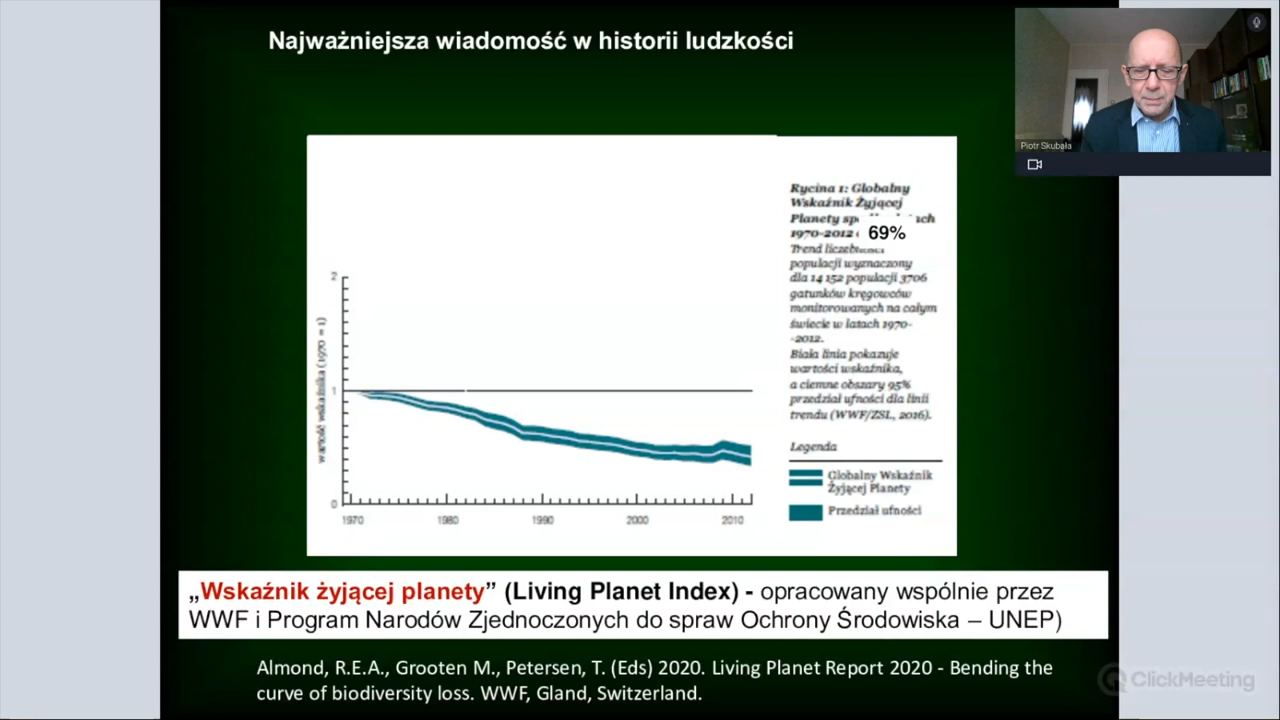 Najważniejsza wiadomość w historii ludzkości
Piotr Skubała
Rycina 1: Globalny
Wskaźnik Żyjącej
Planety
1970-2012
69%
Trend liczebności
populacji wyznaczony
dla 14 152 populacji 3706
gatunków kręgowców
monitorowanych na całym
świecie w latach 1970-
-2012.
Biała linia pokazuje
wartości wskaźnika,
a ciemne obszary 95%
przedział ufności dla linii
trendu (WWF/ZSL, 2016).
Legenda
Globalny Wskaźnik
Żyjącej Planety
Przedział ufności
wartość wskaźnika (1970 = 1)
2
1
0
1970 1980 1990 2000 2010
„Wskaźnik żyjącej planety” (Living Planet Index) - opracowany wspólnie przez
WWF i Program Narodów Zjednoczonych do spraw Ochrony Środowiska – UNEP)
Almond, R.E.A., Grooten M., Petersen, T. (Eds) 2020. Living Planet Report 2020 - Bending the
curve of biodiversity loss. WWF, Gland, Switzerland.
ClickMeeting